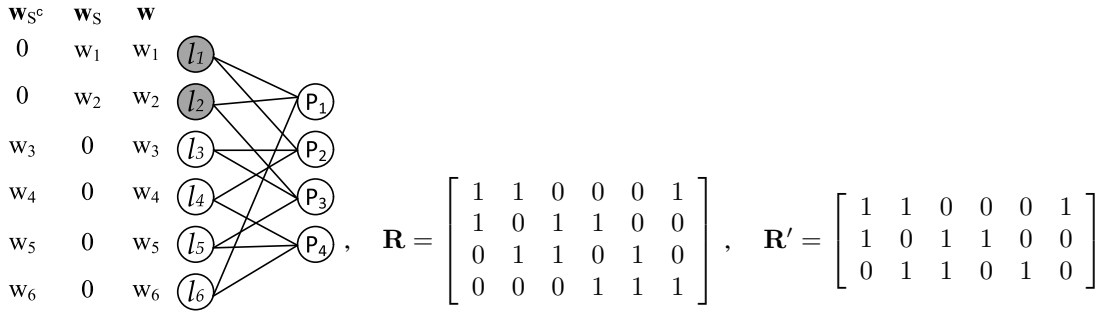 w_Sᶜ w_S w
0 w₁ w₁ l₁
0 w₂ w₂ l₂ P₁
w₃ 0 w₃ l₃ P₂
w₄ 0 w₄ l₄ P₃
w₅ 0 w₅ l₅ P₄ ,
w₆ 0 w₆ l₆
R =
1 1 0 0 0 1
1 0 1 1 0 0
0 1 1 0 1 0
0 0 0 1 1 1
,
R′ =
1 1 0 0 0 1
1 0 1 1 0 0
0 1 1 0 1 0